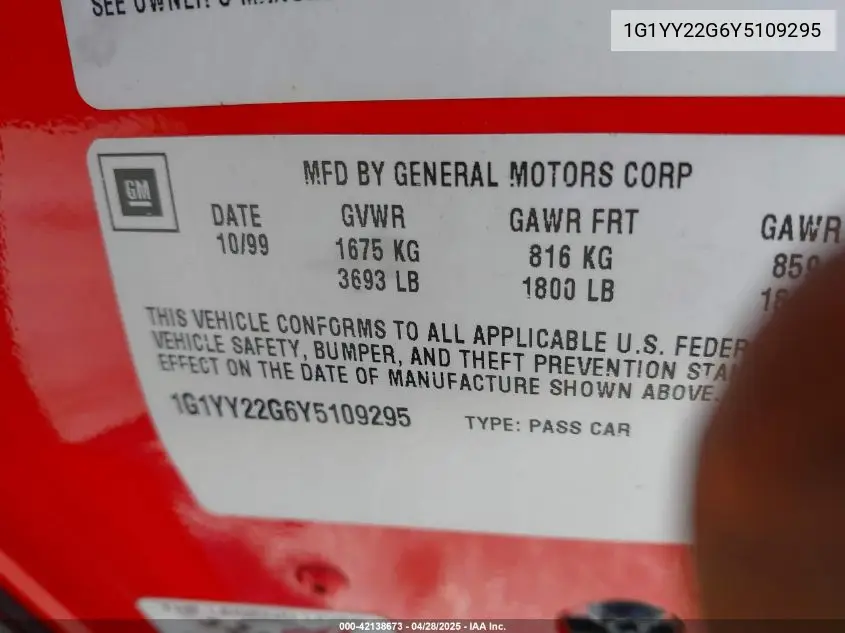 SEE OWNER'S
1G1YY22G6Y5109295
GM
MFD BY GENERAL MOTORS CORP
DATE GVWR GAWR FRT GAWR
10/99 1675 KG 816 KG
3693 LB 1800 LB
THIS VEHICLE CONFORMS TO ALL APPLICABLE U.S. FEDER
VEHICLE SAFETY, BUMPER, AND THEFT PREVENTION STA
EFFECT ON THE DATE OF MANUFACTURE SHOWN ABOVE.
1G1YY22G6Y5109295 TYPE: PASS CAR
000-42138673 - 04/28/2025 - IAA Inc.